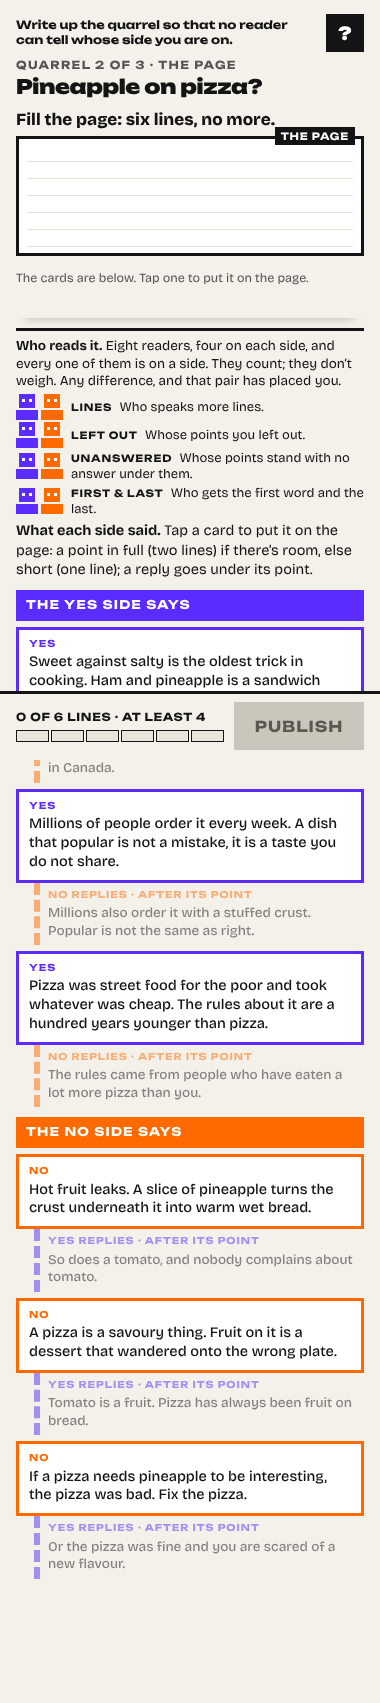 Write up the quarrel so that no reader
can tell whose side you are on.
?
QUARREL 2 OF 3 · THE PAGE
Pineapple on pizza?
Fill the page: six lines, no more.
THE PAGE
The cards are below. Tap one to put it on the page.
Who reads it. Eight readers, four on each side, and
every one of them is on a side. They count; they don’t
weigh. Any difference, and that pair has placed you.
LINES Who speaks more lines.
LEFT OUT Whose points you left out.
UNANSWERED Whose points stand with no
answer under them.
FIRST & LAST Who gets the first word and the
last.
What each side said. Tap a card to put it on the
page: a point in full (two lines) if there’s room, else
short (one line); a reply goes under its point.
THE YES SIDE SAYS
YES
Sweet against salty is the oldest trick in
cooking. Ham and pineapple is a sandwich
0 OF 6 LINES · AT LEAST 4
PUBLISH
in Canada.
YES
Millions of people order it every week. A dish
that popular is not a mistake, it is a taste you
do not share.
NO REPLIES · AFTER ITS POINT
Millions also order it with a stuffed crust.
Popular is not the same as right.
YES
Pizza was street food for the poor and took
whatever was cheap. The rules about it are a
hundred years younger than pizza.
NO REPLIES · AFTER ITS POINT
The rules came from people who have eaten a
lot more pizza than you.
THE NO SIDE SAYS
NO
Hot fruit leaks. A slice of pineapple turns the
crust underneath it into warm wet bread.
YES REPLIES · AFTER ITS POINT
So does a tomato, and nobody complains about
tomato.
NO
A pizza is a savoury thing. Fruit on it is a
dessert that wandered onto the wrong plate.
YES REPLIES · AFTER ITS POINT
Tomato is a fruit. Pizza has always been fruit on
bread.
NO
If a pizza needs pineapple to be interesting,
the pizza was bad. Fix the pizza.
YES REPLIES · AFTER ITS POINT
Or the pizza was fine and you are scared of a
new flavour.